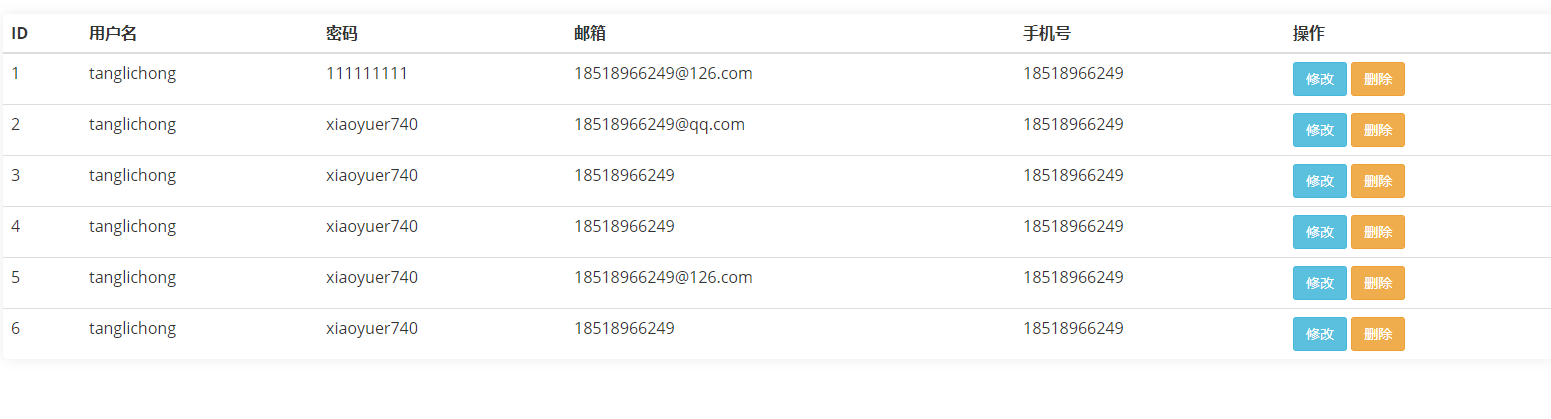 ID 用户名 密码 邮箱 手机号 操作
1 tanglichong 111111111 18518966249@126.com 18518966249 修改 删除
2 tanglichong xiaoyuer740 18518966249@qq.com 18518966249 修改 删除
3 tanglichong xiaoyuer740 18518966249 18518966249 修改 删除
4 tanglichong xiaoyuer740 18518966249 18518966249 修改 删除
5 tanglichong xiaoyuer740 18518966249@126.com 18518966249 修改 删除
6 tanglichong xiaoyuer740 18518966249 18518966249 修改 删除